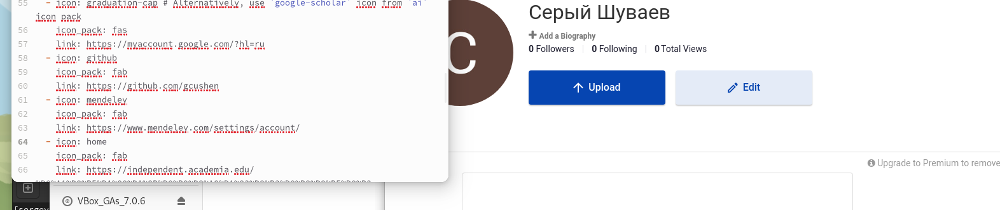 55 - icon: graduation-cap # Alternatively, use `google-scholar` icon from `ai`
icon pack
56 icon_pack: fas
57 link: https://myaccount.google.com/?hl=ru
58 - icon: github
59 icon_pack: fab
60 link: https://github.com/gcushen
61 - icon: mendeley
62 icon_pack: fab
63 link: https://www.mendeley.com/settings/account/
64 - icon: home
65 icon_pack: fab
66 link: https://independent.academia.edu/
VBox_GAs_7.0.6
С
Серый Шуваев
Add a Biography
0 Followers 0 Following 0 Total Views
Upload Edit
Upgrade to Premium to remove